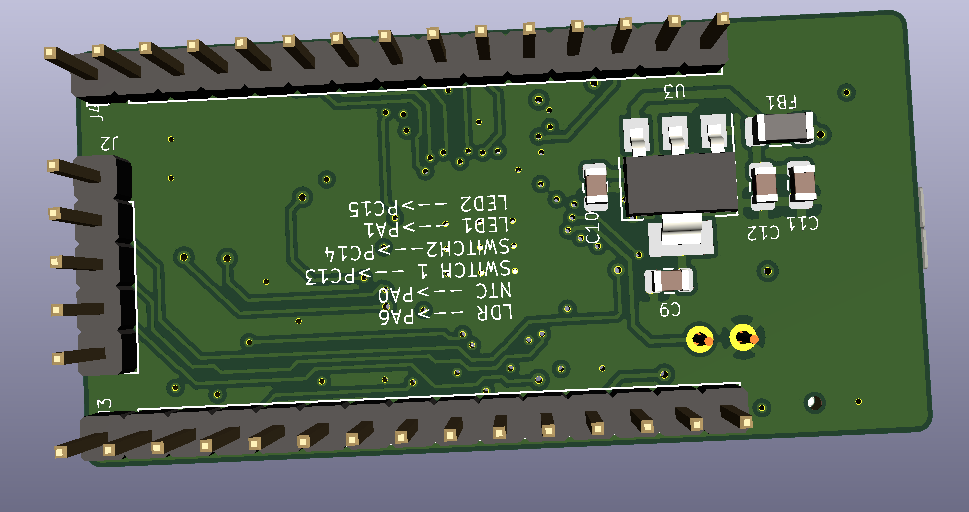 U3
FB1
J2
C10
C12
C11
C9
3
LED2 --->PC15
LED1 --->PA1
SWITCH2--->PC14
SWITCH 1 --->PC13
NTC --->PA0
LDR --->PA6